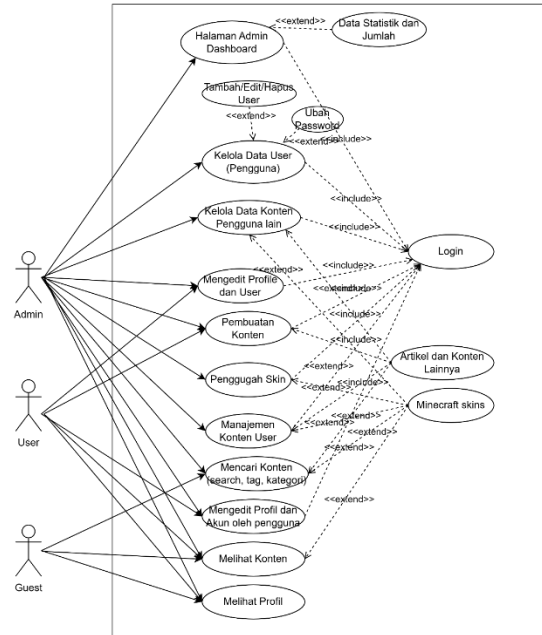 <<extend>>
Data Statistik dan
Jumlah
Halaman Admin
Dashboard
Tambah/Edit/Hapus
User
<<extend>>
Ubah
Password
<<extend>>
<<include>>
Kelola Data User
(Pengguna)
<<include>>
Kelola Data Konten
Pengguna lain
<<include>>
Login
Admin
Mengedit Profile
dan User
<<extend>>
<<include>>
<<include>>
Pembuatan
Konten
<<include>>
Artikel dan Konten
Lainnya
Penggugah Skin
<<extend>>
<<include>>
<<extend>>
Minecraft skins
User
Manajemen
Konten User
<<extend>>
<<extend>>
Mencari Konten
(search, tag, kategori)
Mengedit Profil dan
Akun oleh pengguna
<<extend>>
Melihat Konten
Guest
Melihat Profil